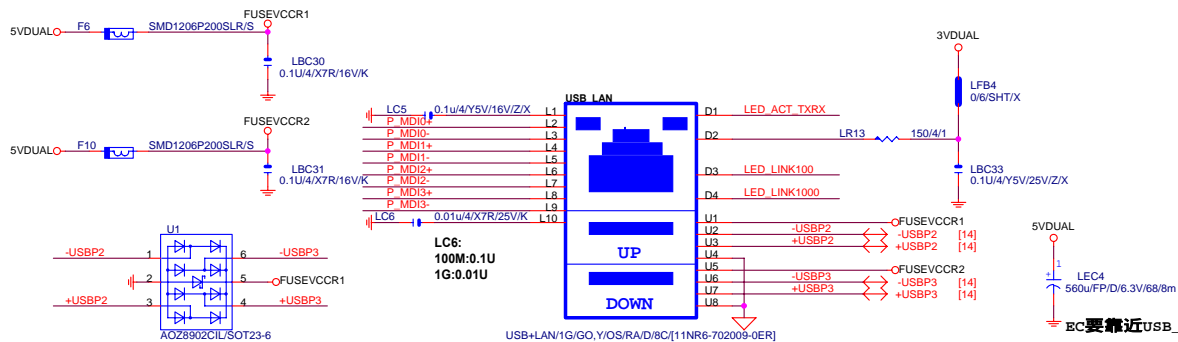 FUSEVCCR1
5VDUAL
F6
SMD1206P200SLR/S
LBC30
0.1U/4/X7R/16V/K
FUSEVCCR2
5VDUAL
F10
SMD1206P200SLR/S
LBC31
0.1U/4/X7R/16V/K
U1
-USBP2
1
6
-USBP3
2
5
FUSEVCCR1
+USBP2
3
4
+USBP3
AOZ8902CIL/SOT23-6
USB_LAN
LC5
0.1u/4/Y5V/16V/Z/X
L1
P_MDI0+
L2
P_MDI0-
L3
P_MDI1+
L4
P_MDI1-
L5
P_MDI2+
L6
P_MDI2-
L7
P_MDI3+
L8
P_MDI3-
L9
LC6
0.01u/4/X7R/25V/K
L10
LC6:
100M:0.1U
1G:0.01U
UP
DOWN
D1
LED_ACT_TXRX
D2
LR13
150/4/1
D3
LED_LINK100
D4
LED_LINK1000
U1
FUSEVCCR1
U2
-USBP2
-USBP2
[14]
U3
+USBP2
+USBP2
[14]
U4
U5
FUSEVCCR2
U6
-USBP3
-USBP3
[14]
U7
+USBP3
+USBP3
[14]
U8
USB+LAN/1G/GO,Y/OS/RA/D/8C/[11NR6-702009-0ER]
3VDUAL
LFB4
0/6/SHT/X
LBC33
0.1U/4/Y5V/25V/Z/X
5VDUAL
1
+
LEC4
560u/FP/D/6.3V/68/8m
EC要靠近USB_